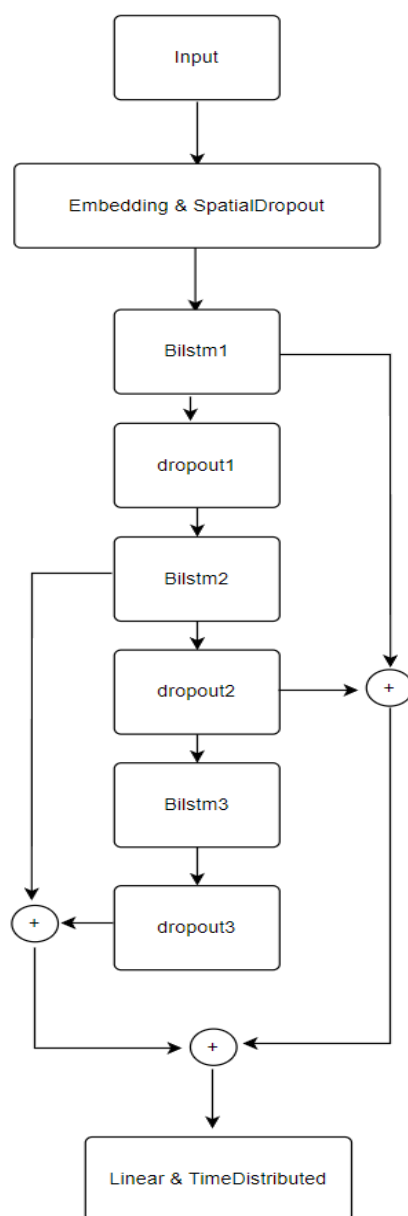 Input
Embedding & SpatialDropout
Bilstm1
dropout1
Bilstm2
dropout2
+
Bilstm3
+
dropout3
+
Linear & TimeDistributed